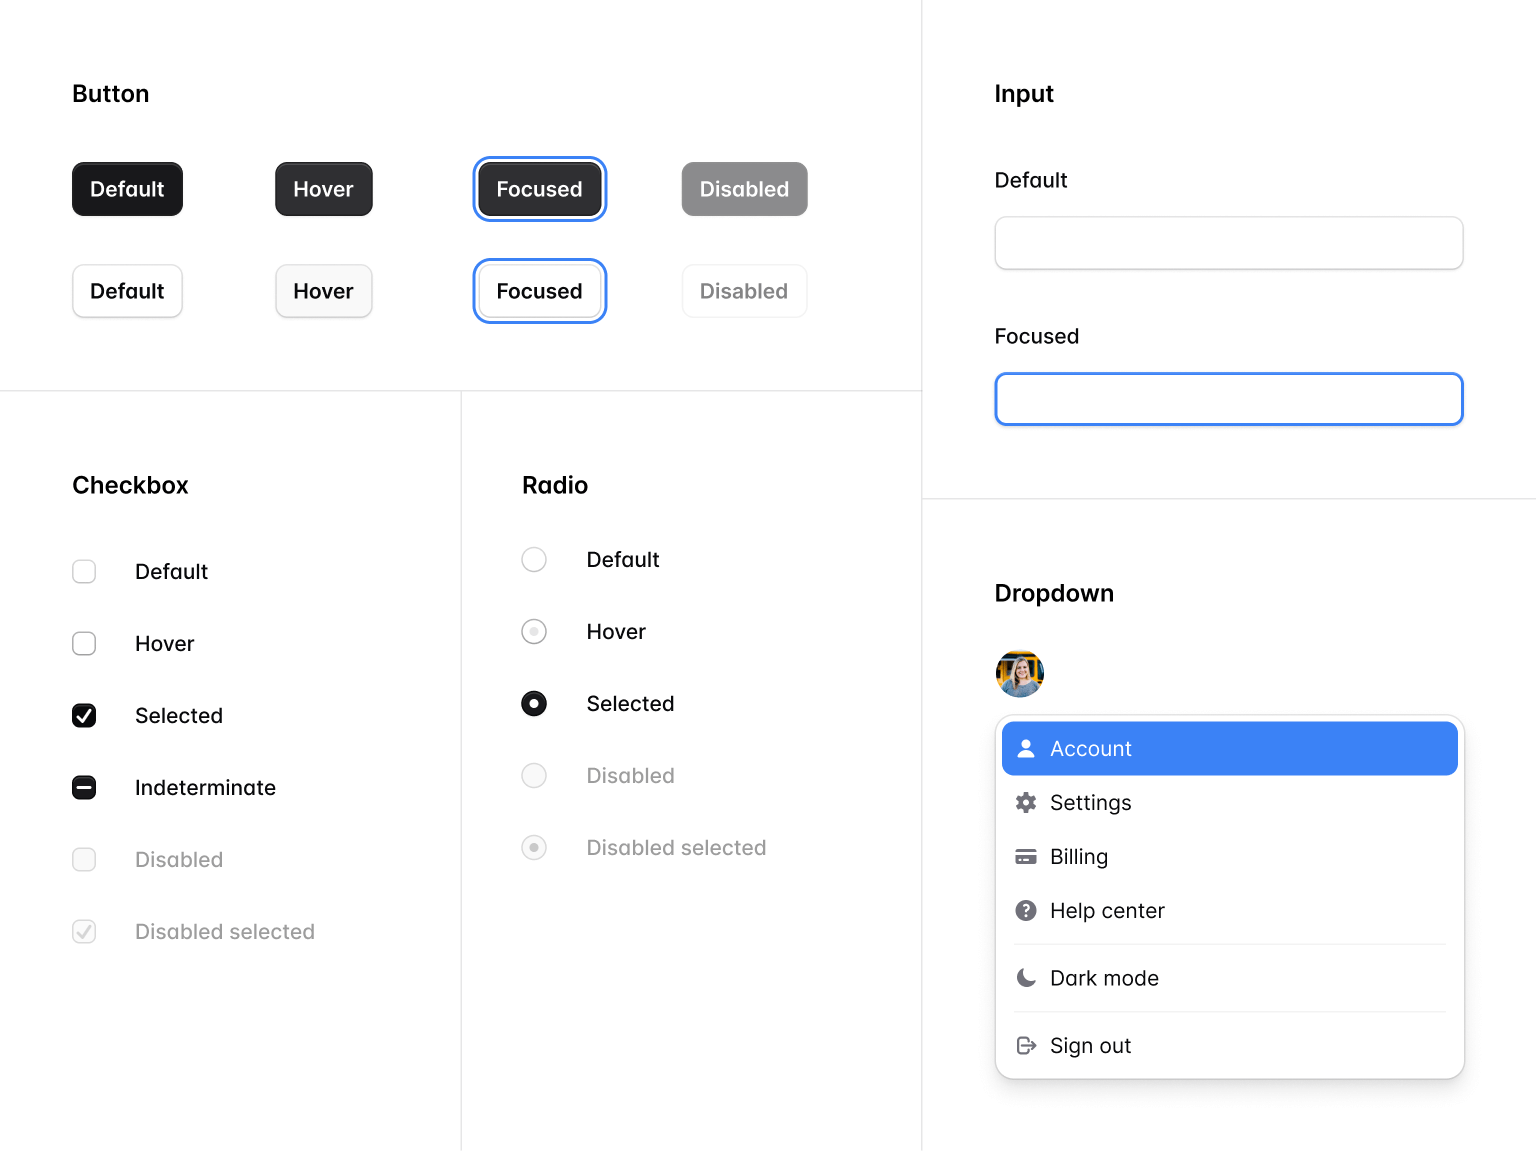 Button
Default
Hover
Focused
Disabled
Default
Hover
Focused
Disabled
Checkbox
Default
Hover
Selected
Indeterminate
Disabled
Disabled selected
Radio
Default
Hover
Selected
Disabled
Disabled selected
Input
Default
Focused
Dropdown
Account
Settings
Billing
Help center
Dark mode
Sign out